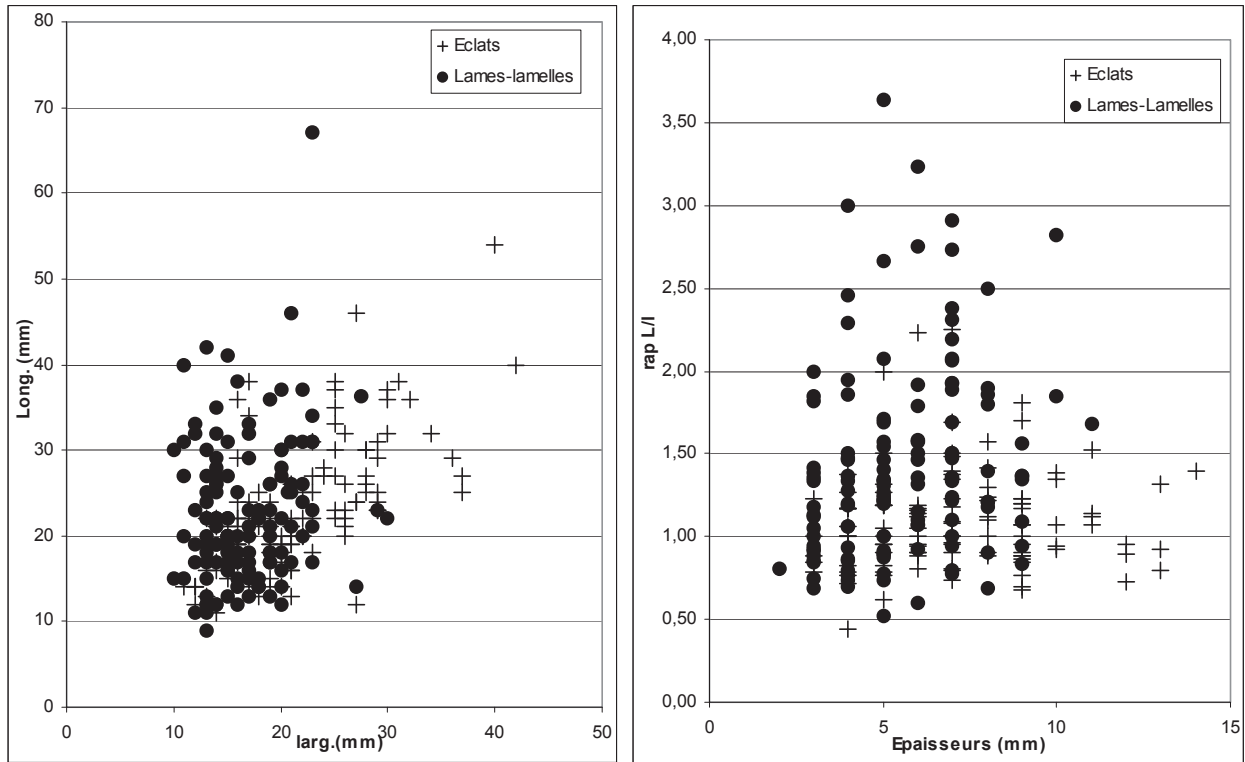 80
70
60
50
40
30
20
10
0
Long. (mm)
Eclats
Lames-lamelles
0 10 20 30 40 50
larg.(mm)
4,00
3,50
3,00
2,50
2,00
1,50
1,00
0,50
0,00
rap L/l
Eclats
Lames-Lamelles
0 5 10 15
Epaisseurs (mm)